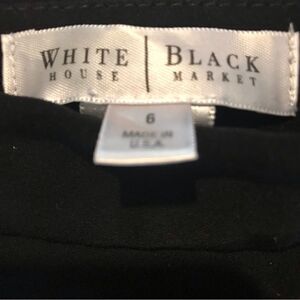 WHITE | BLACK
HOUSE MARKET
6
MADE IN
U.S.A.